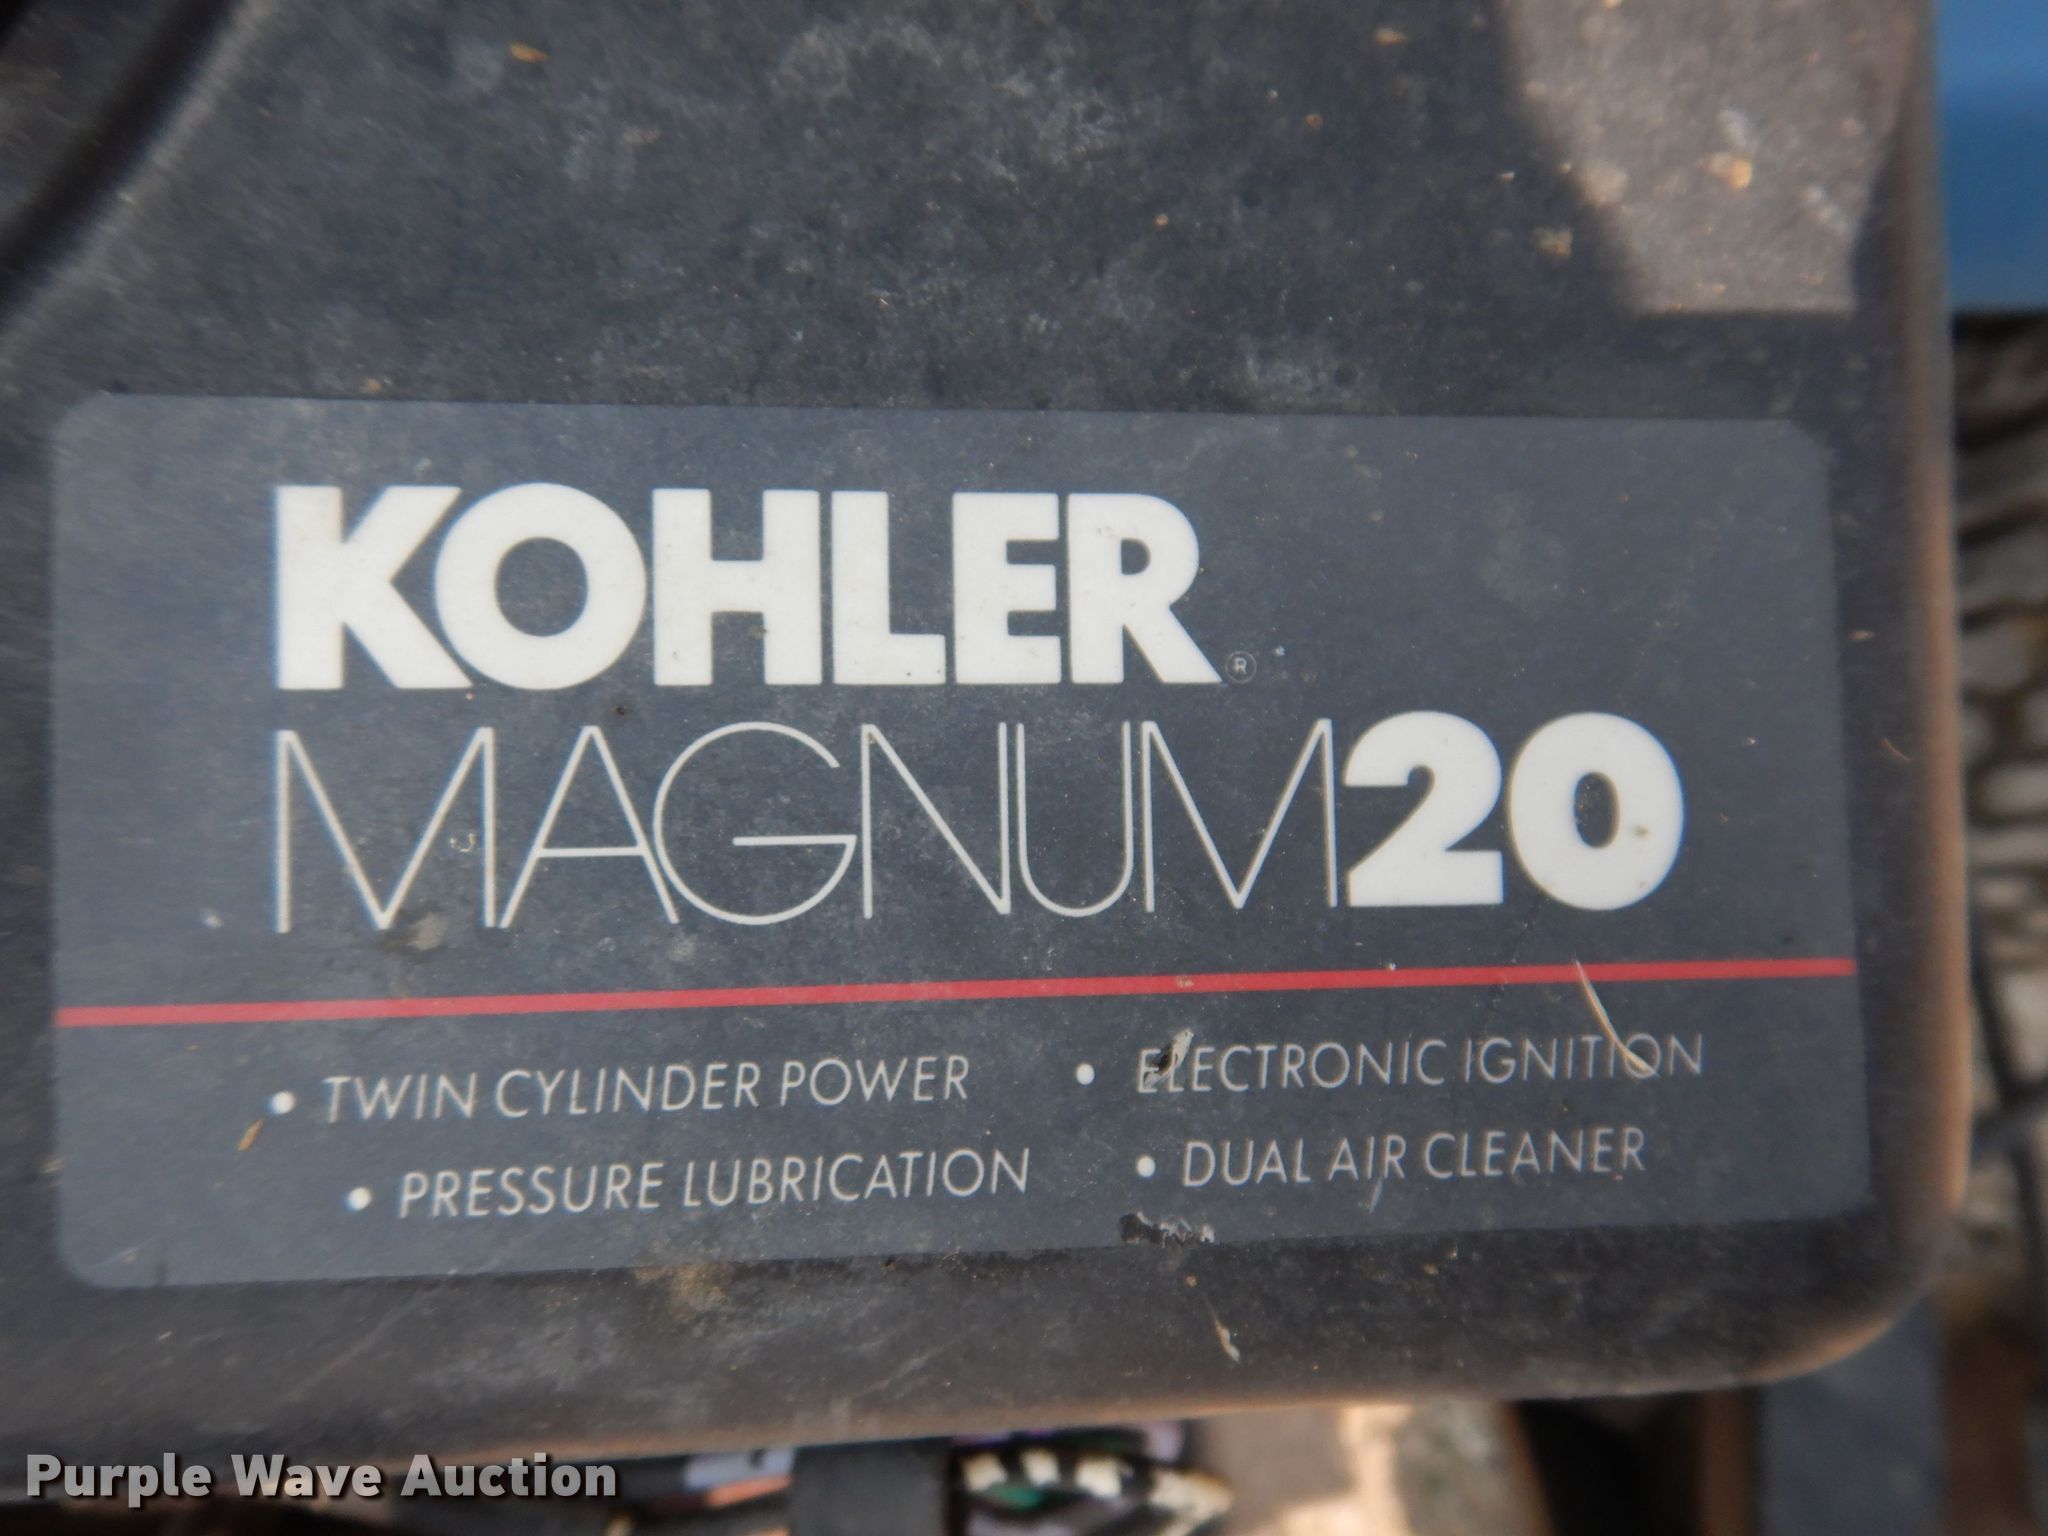 KOHLER®
MAGNUM20
• TWIN CYLINDER POWER • ELECTRONIC IGNITION
• PRESSURE LUBRICATION • DUAL AIR CLEANER
Purple Wave Auction